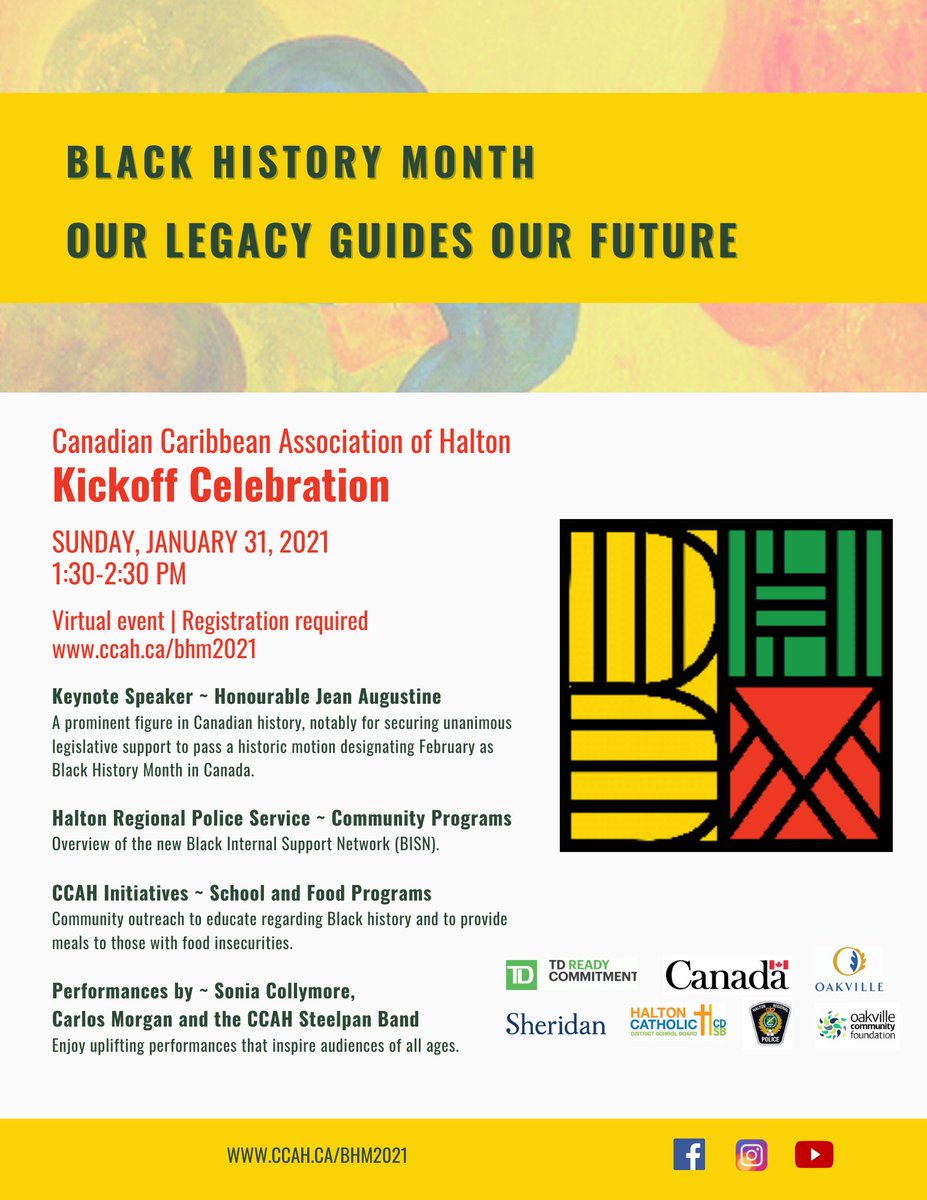 BLACK HISTORY MONTH
OUR LEGACY GUIDES OUR FUTURE
Canadian Caribbean Association of Halton
Kickoff Celebration
SUNDAY, JANUARY 31, 2021
1:30-2:30 PM
Virtual event | Registration required
www.ccah.ca/bhm2021
Keynote Speaker ~ Honourable Jean Augustine
A prominent figure in Canadian history, notably for securing unanimous
legislative support to pass a historic motion designating February as
Black History Month in Canada.
Halton Regional Police Service ~ Community Programs
Overview of the new Black Internal Support Network (BISN).
CCAH Initiatives ~ School and Food Programs
Community outreach to educate regarding Black history and to provide
meals to those with food insecurities.
Performances by ~ Sonia Collymore,
Carlos Morgan and the CCAH Steelpan Band
Enjoy uplifting performances that inspire audiences of all ages.
BHM
TD
TD READY
COMMITMENT
Canada
OAKVILLE
Sheridan
HALTON
CATHOLIC
DISTRICT SCHOOL BOARD
CD
SB
HALTON REGIONAL
POLICE
oakville
community
foundation
WWW.CCAH.CA/BHM2021